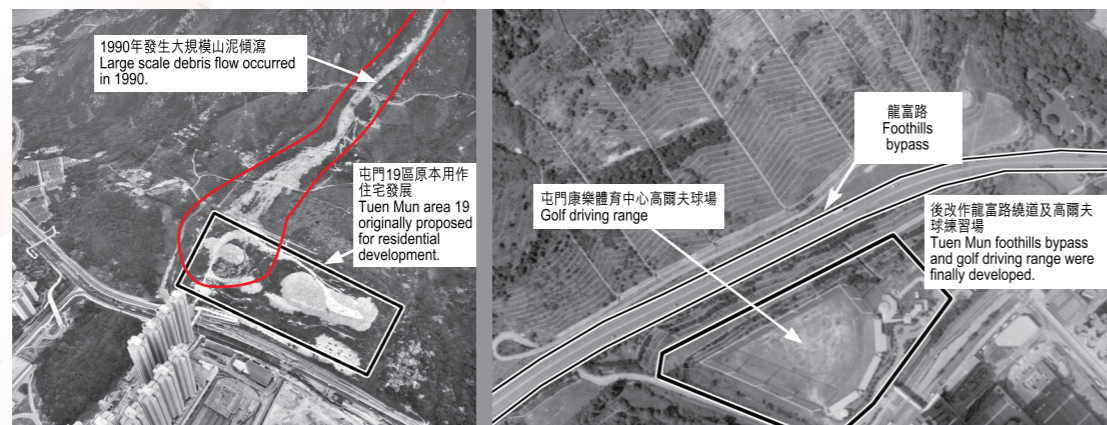 1990年發生大規模山泥傾瀉
Large scale debris flow occurred
in 1990.
屯門19區原本用作
住宅發展
Tuen Mun area 19
originally proposed
for residential
development.
龍富路
Foothills
bypass
屯門康樂體育中心高爾夫球場
Golf driving range
後改作龍富路繞道及高爾夫
球練習場
Tuen Mun foothills bypass
and golf driving range were
finally developed.